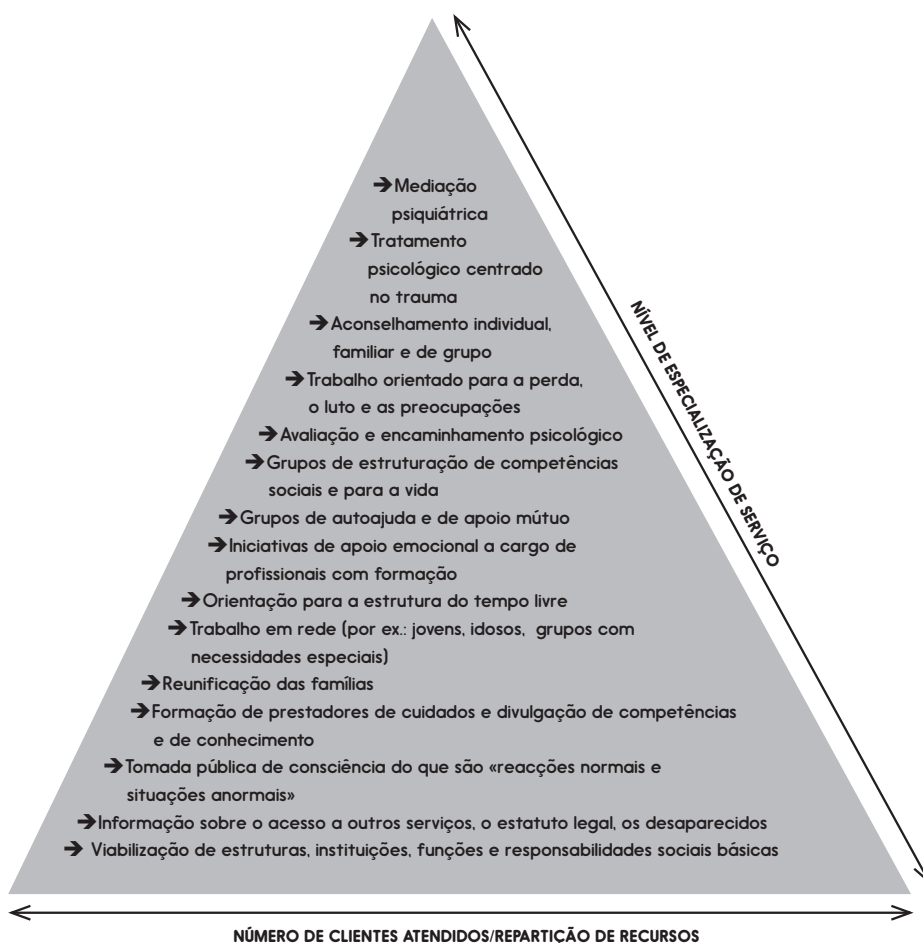 ➔ Mediação
psiquiátrica
➔ Tratamento
psicológico centrado
no trauma
➔ Aconselhamento individual,
familiar e de grupo
➔ Trabalho orientado para a perda,
o luto e as preocupações
➔ Avaliação e encaminhamento psicológico
➔ Grupos de estruturação de competências
sociais e para a vida
➔ Grupos de autoajuda e de apoio mútuo
➔ Iniciativas de apoio emocional a cargo de
profissionais com formação
➔ Orientação para a estrutura do tempo livre
➔ Trabalho em rede (por ex.: jovens, idosos, grupos com
necessidades especiais)
➔ Reunificação das famílias
➔ Formação de prestadores de cuidados e divulgação de competências
e de conhecimento
➔ Tomada pública de consciência do que são «reacções normais e
situações anormais»
➔ Informação sobre o acesso a outros serviços, o estatuto legal, os desaparecidos
➔ Viabilização de estruturas, instituições, funções e responsabilidades sociais básicas
NÍVEL DE ESPECIALIZAÇÃO DE SERVIÇO
NÚMERO DE CLIENTES ATENDIDOS/REPARTIÇÃO DE RECURSOS